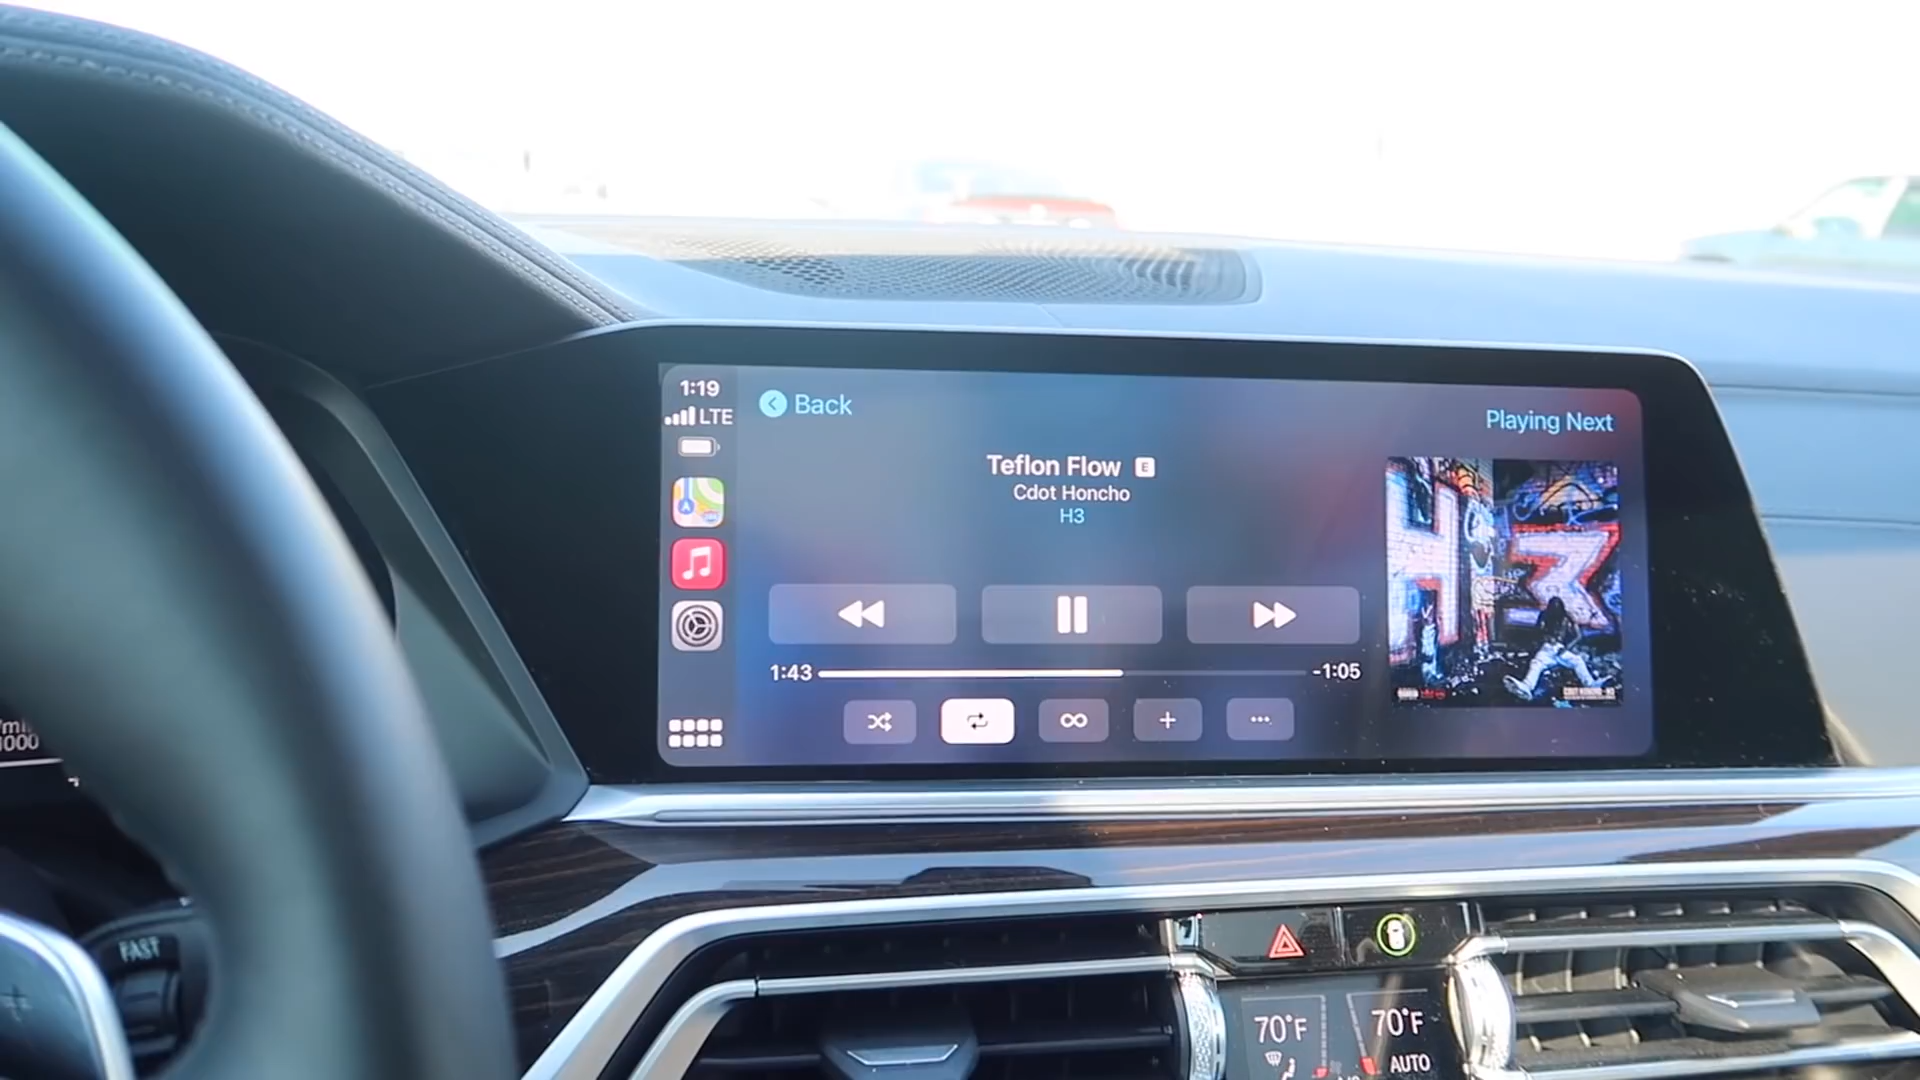 1:19
LTE
Back
Playing Next
Teflon Flow E
Cdot Honcho
H3
H3
1:43
-1:05
1000
FAST
70°F
70°F
AUTO